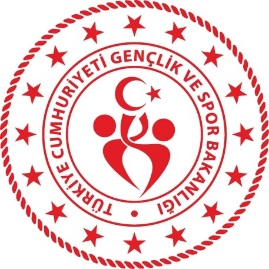 TÜRKİYE CUMHURİYETİ GENÇLİK VE SPOR BAKANLIĞI